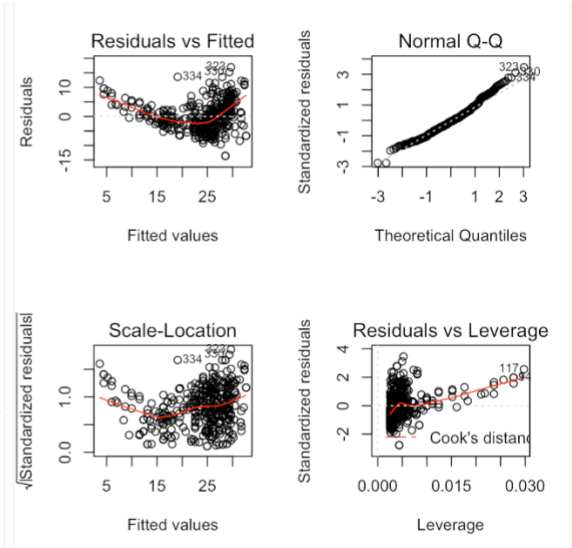 Residuals vs Fitted
Residuals
10
0
-15
323
334
5
15
25
Fitted values
Normal Q-Q
Standardized residuals
3
1
-1
-3
323
334
-3
-1
1
2
3
Theoretical Quantiles
Scale-Location
√|Standardized residuals|
1.0
0.0
323
334
5
15
25
Fitted values
Residuals vs Leverage
Standardized residuals
4
2
0
-2
117
Cook's distanc
0.000
0.015
0.030
Leverage